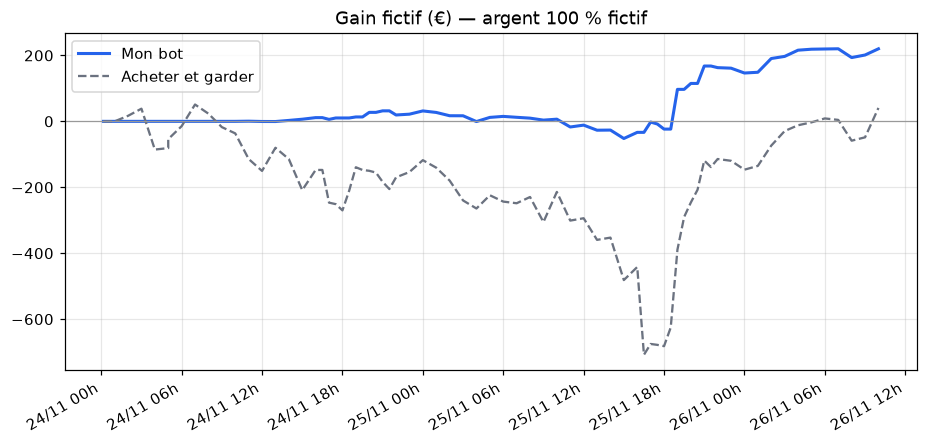 Gain fictif (€) — argent 100 % fictif
Mon bot
Acheter et garder
200
0
−200
−400
−600
24/11 00h
24/11 06h
24/11 12h
24/11 18h
25/11 00h
25/11 06h
25/11 12h
25/11 18h
26/11 00h
26/11 06h
26/11 12h